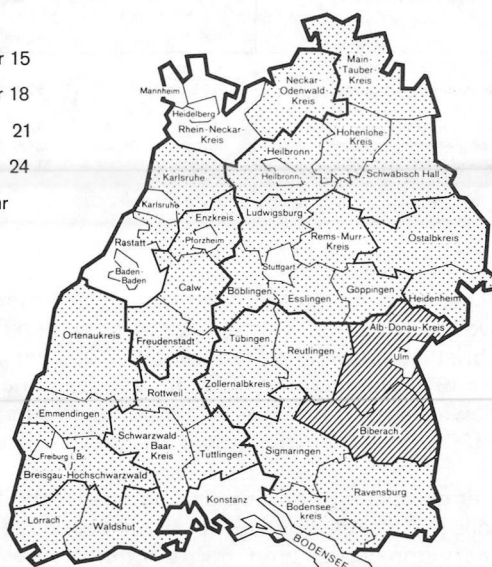 r 15
r 18
21
24
ır
Main-
Tauber-
Kreis
Neckar-
Odenwald-
Kreis
Mannheim
Heidelberg
Rhein-Neckar-
Kreis
Hohenlohe-
Kreis
Heilbronn
Heilbronn
Schwäbisch Hall
Karlsruhe
Karlsruhe
Enzkreis
Pforzheim
Ludwigsburg
Rems-Murr-
Kreis
Ostalbkreis
Rastatt
Baden-
Baden
Calw
Stuttgart
Böblingen
Esslingen
Göppingen
Heidenheim
Ortenaukreis
Freudenstadt
Tübingen
Reutlingen
Alb-Donau-Kreis
Ulm
Rottweil
Zollernalbkreis
Emmendingen
Schwarzwald-
Baar-
Kreis
Biberach
Freiburg i. Br
Breisgau-Hochschwarzwald
Tuttlingen
Sigmaringen
Lörrach
Waldshut
Konstanz
Bodensee-
kreis
Ravensburg
BODENSEE